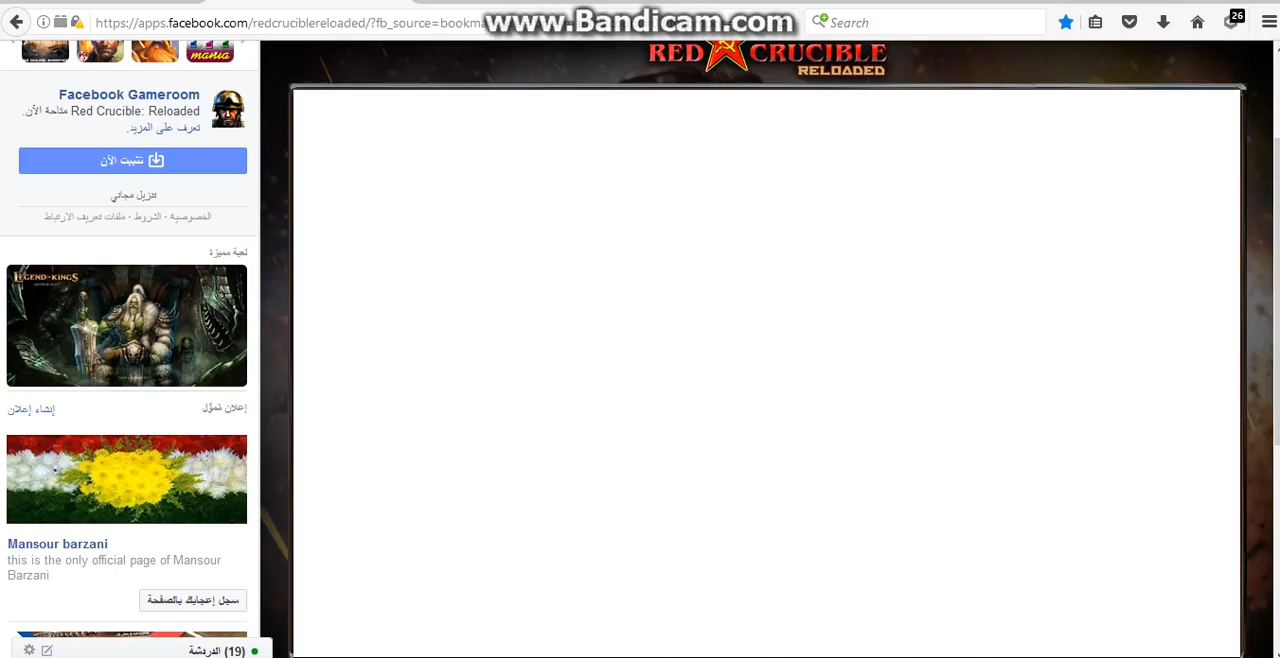 https://apps.facebook.com/redcruciblereloaded/?fb_source=bookma
www.Bandicam.com
Search
26
mania
RED CRUCIBLE
RELOADED
Facebook Gameroom
Red Crucible: Reloaded متاحة الآن.
تعرف على المزيد.
تثبيت الآن
تنزيل مجاني
الخصوصية · الشروط · ملفات تعريف الارتباط
لعبة مميزة
LEGEND OF KINGS
إعلان مُموَّل
إنشاء إعلان
Mansour barzani
this is the only official page of Mansour
Barzani
سجل إعجابك بالصفحة
الدردشة (19)